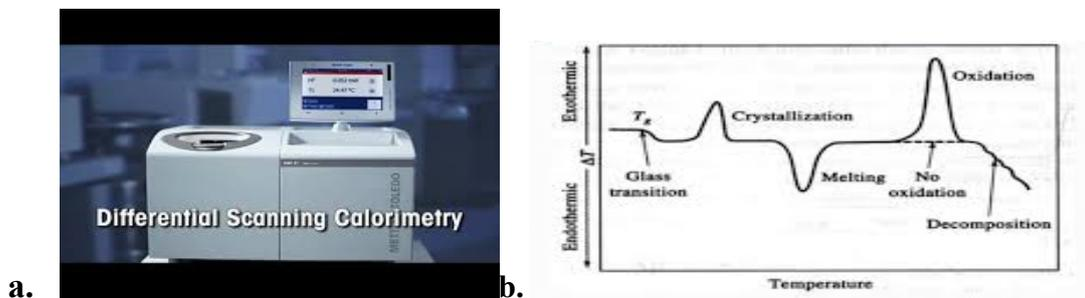 a.
Differential Scanning Calorimetry
b.
Exothermic
ΔT
Endothermic
Tg
Glass
transition
Crystallization
Melting
Oxidation
No
oxidation
Decomposition
Temperature